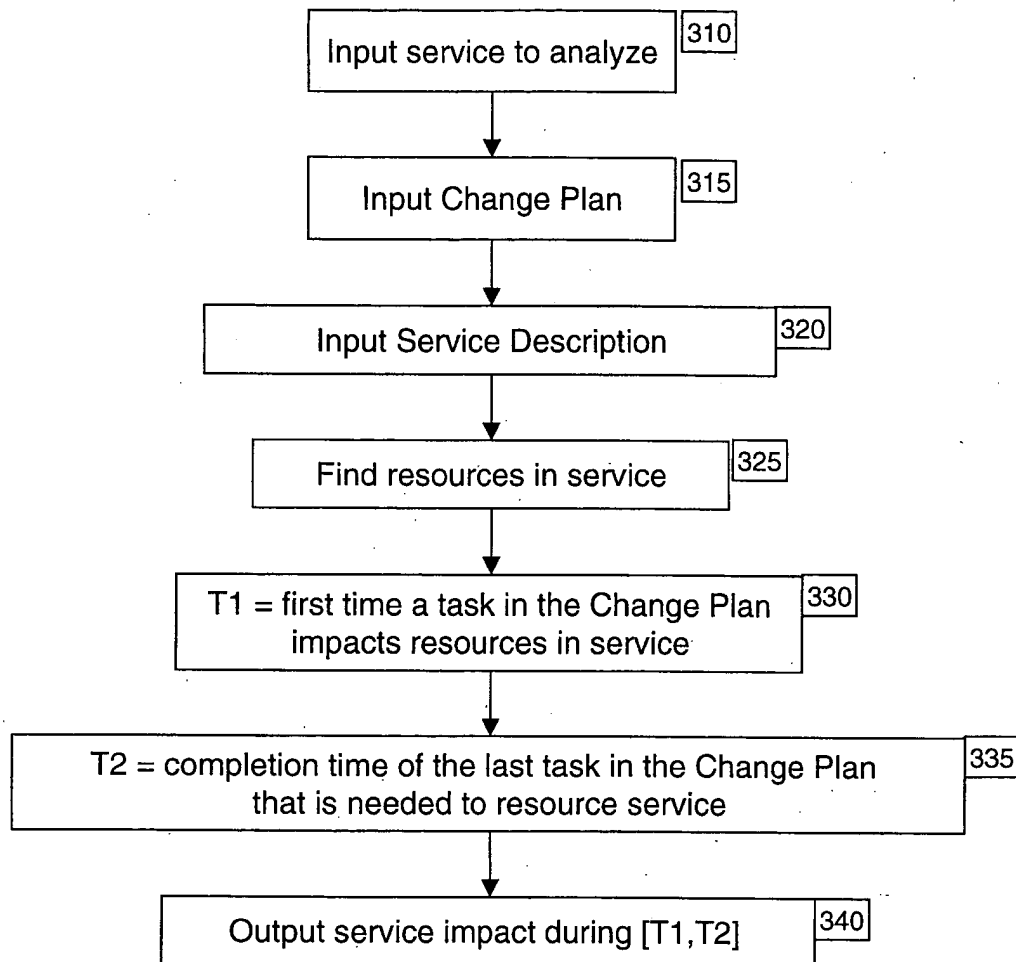 Input service to analyze
310
Input Change Plan
315
Input Service Description
320
Find resources in service
325
T1 = first time a task in the Change Plan
impacts resources in service
330
T2 = completion time of the last task in the Change Plan
that is needed to resource service
335
Output service impact during [T1,T2]
340